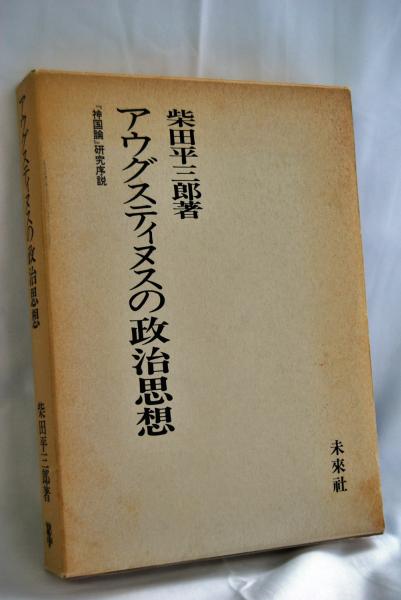 柴田平三郎著
アウグスティヌスの政治思想
『神国論』研究序説
未來社
アウグスティヌスの政治思想
柴田平三郎著